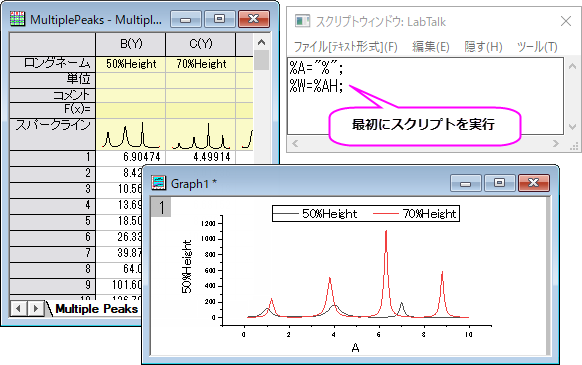 MultiplePeaks - Multipl...
B(Y) C(Y)
ロングネーム 50%Height 70%Height
単位
コメント
F(x)=
スパークライン
1 6.90474 4.49914
2 8.42
3 10.56
4 13.69
5 18.50
6 26.33
7 39.87
8 64.0
9 101.60
Multiple Peaks
スクリプトウィンドウ: LabTalk
ファイル[テキスト形式](F) 編集(E) 隠す(H) ツール(T)
%A="%";
%W=%AH;
最初にスクリプトを実行
Graph1 *
1
50%Height 70%Height
1200
1000
800
600
400
200
0
50%Height
0 2 4 6 8 10
A